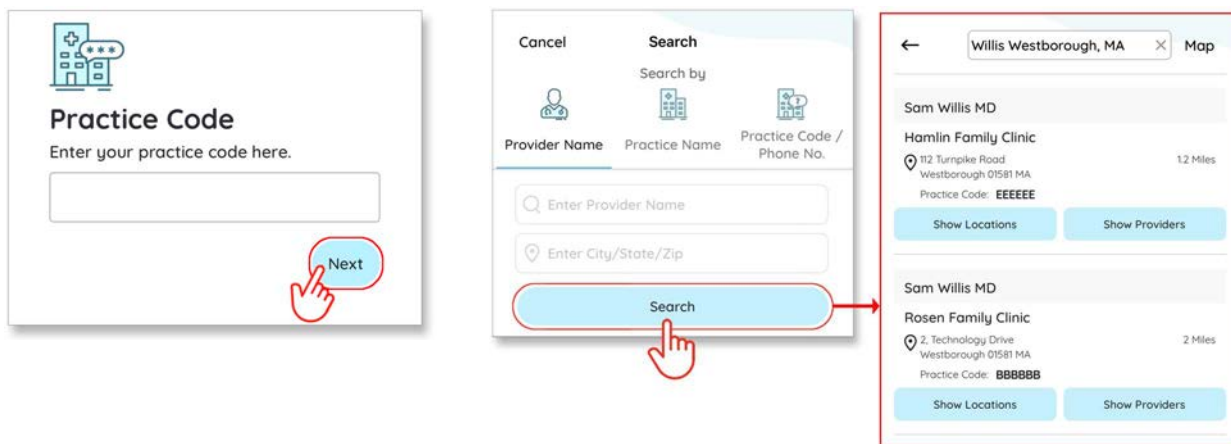 Practice Code
Enter your practice code here.
Next
Cancel
Search
Search by
Provider Name
Practice Name
Practice Code /
Phone No.
Enter Provider Name
Enter City/State/Zip
Search
Willis Westborough, MA
Map
Sam Willis MD
Hamlin Family Clinic
112 Turnpike Road
1.2 Miles
Westborough 01581 MA
Practice Code: EEEEEE
Show Locations
Show Providers
Sam Willis MD
Rosen Family Clinic
2, Technology Drive
2 Miles
Westborough 01581 MA
Practice Code: BBBBBB
Show Locations
Show Providers